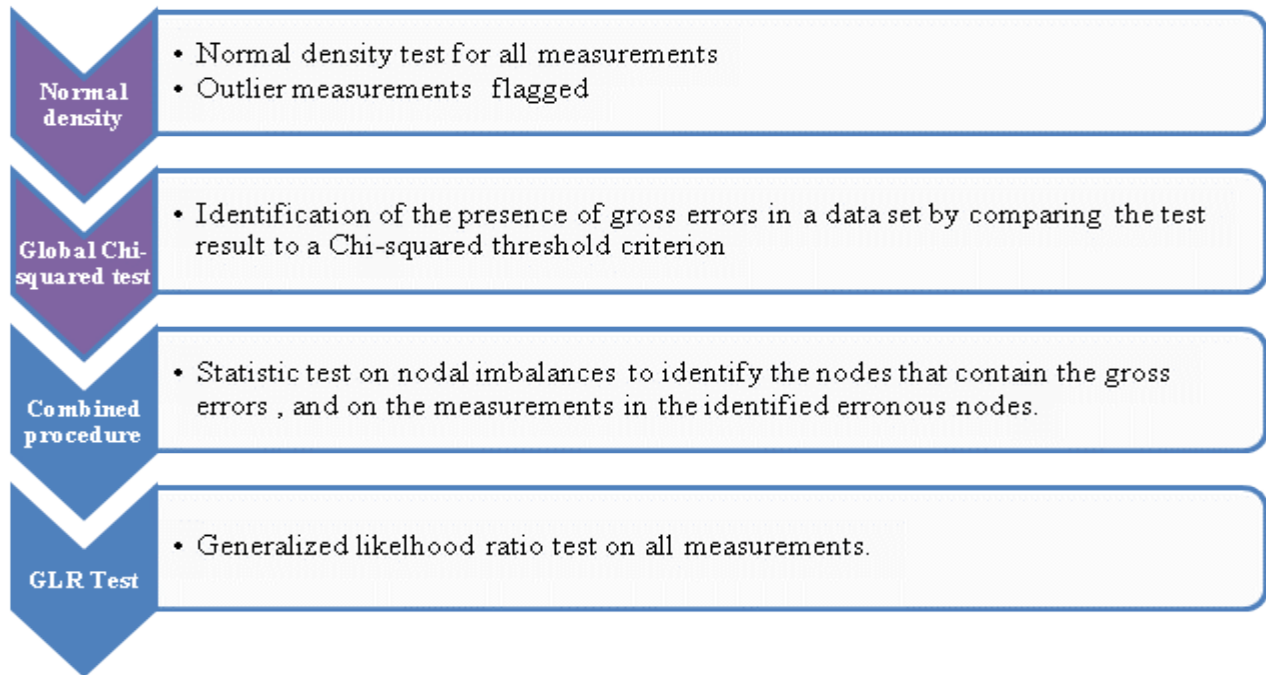 Normal
density
• Normal density test for all measurements
• Outlier measurements flagged
Global Chi-
squared test
• Identification of the presence of gross errors in a data set by comparing the test
result to a Chi-squared threshold criterion
Combined
procedure
• Statistic test on nodal imbalances to identify the nodes that contain the gross
errors , and on the measurements in the identified erronous nodes.
GLR Test
• Generalized likelhood ratio test on all measurements.